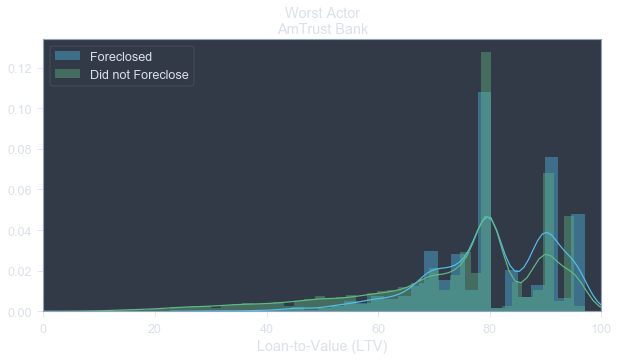 Worst Actor
AmTrust Bank
Foreclosed
Did not Foreclose
0.12
0.10
0.08
0.06
0.04
0.02
0.00
0 20 40 60 80 100
Loan-to-Value (LTV)